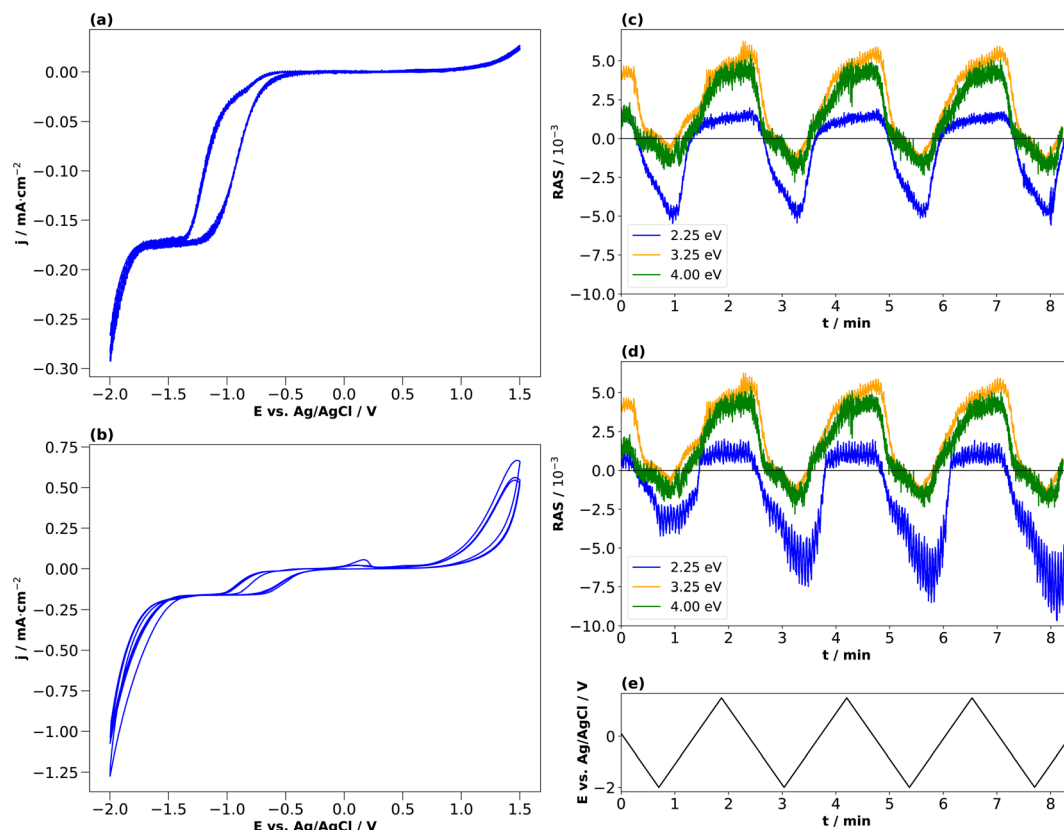 (a)
0.00
−0.05
−0.10
−0.15
−0.20
−0.25
−0.30
j / mA·cm⁻²
−2.0 −1.5 −1.0 −0.5 0.0 0.5 1.0 1.5
E vs. Ag/AgCl / V
(b)
0.75
0.50
0.25
0.00
−0.25
−0.50
−0.75
−1.00
−1.25
j / mA·cm⁻²
−2.0 −1.5 −1.0 −0.5 0.0 0.5 1.0 1.5
E vs. Ag/AgCl / V
(c)
5.0
2.5
0.0
−2.5
−5.0
−7.5
−10.0
RAS / 10⁻³
2.25 eV
3.25 eV
4.00 eV
0 1 2 3 4 5 6 7 8
t / min
(d)
5.0
2.5
0.0
−2.5
−5.0
−7.5
−10.0
RAS / 10⁻³
2.25 eV
3.25 eV
4.00 eV
0 1 2 3 4 5 6 7 8
t / min
(e)
0
−2
E vs. Ag/AgCl / V
0 1 2 3 4 5 6 7 8
t / min